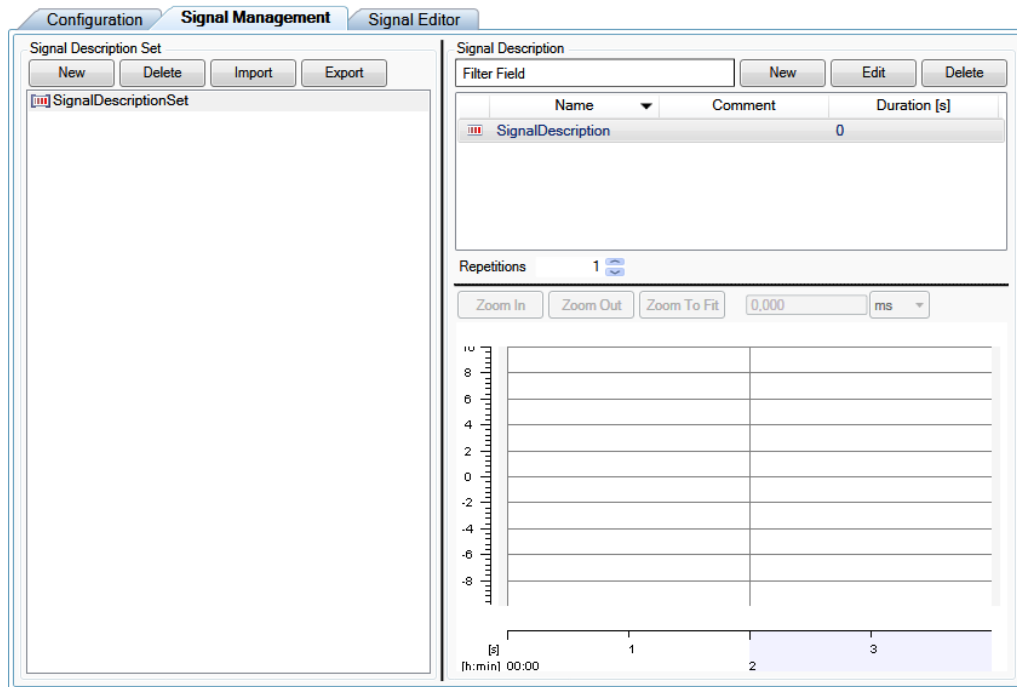 Configuration Signal Management Signal Editor
Signal Description Set
New Delete Import Export
SignalDescriptionSet
Signal Description
Filter Field New Edit Delete
Name Comment Duration [s]
SignalDescription 0
Repetitions 1
Zoom In Zoom Out Zoom To Fit 0,000 ms
10
8
6
4
2
0
-2
-4
-6
-8
[s] 1 3
[h:min] 00:00 2